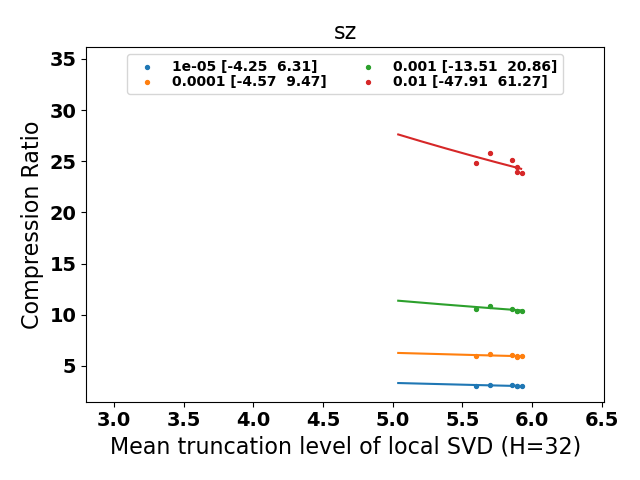 sz
1e-05 [-4.25  6.31]
0.0001 [-4.57  9.47]
0.001 [-13.51  20.86]
0.01 [-47.91  61.27]
Compression Ratio
35
30
25
20
15
10
5
3.0 3.5 4.0 4.5 5.0 5.5 6.0 6.5
Mean truncation level of local SVD (H=32)